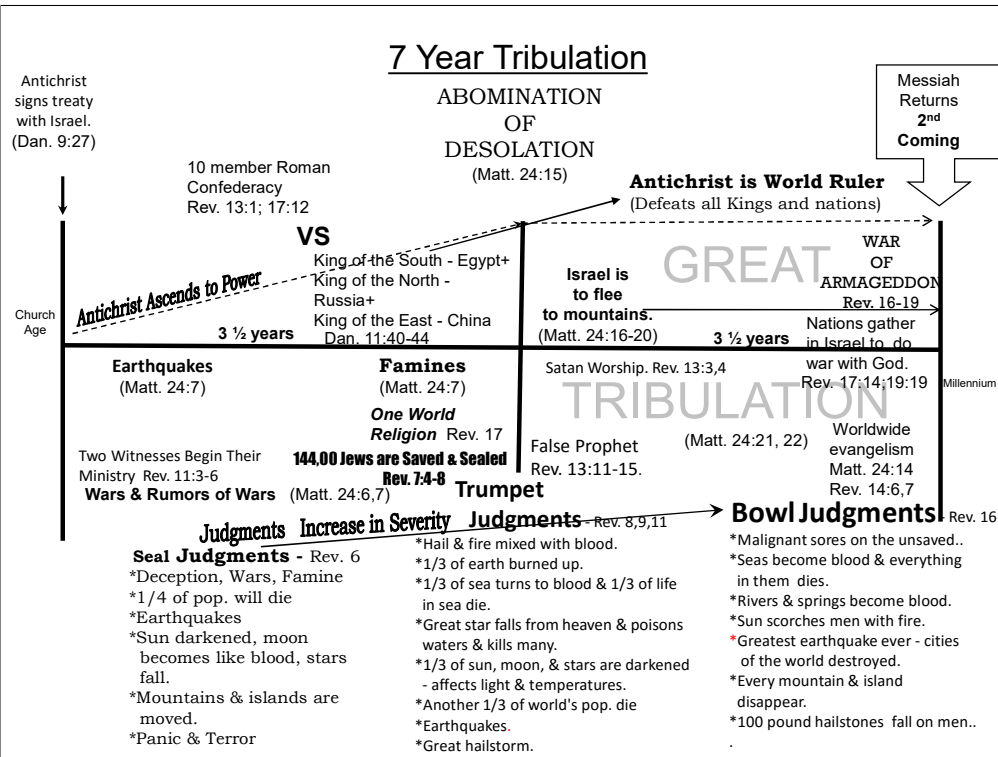 7 Year Tribulation
Antichrist
signs treaty
with Israel.
(Dan. 9:27)
ABOMINATION
OF
DESOLATION
(Matt. 24:15)
Messiah
Returns
2nd
Coming
10 member Roman
Confederacy
Rev. 13:1; 17:12
Antichrist is World Ruler
(Defeats all Kings and nations)
VS
King of the South - Egypt+
King of the North -
Russia+
King of the East - China
Dan. 11:40-44
Antichrist Ascends to Power
3 ½ years
Church
Age
Israel is
to flee
to mountains.
(Matt. 24:16-20)
GREAT
3 ½ years
WAR
OF
ARMAGEDDON
Rev. 16-19
Nations gather
in Israel to do
war with God.
Rev. 17:14;19:19
Millennium
Earthquakes
(Matt. 24:7)
Famines
(Matt. 24:7)
One World
Religion Rev. 17
Two Witnesses Begin Their
Ministry Rev. 11:3-6
144,00 Jews are Saved & Sealed
Rev. 7:4-8
Wars & Rumors of Wars (Matt. 24:6,7)
Satan Worship. Rev. 13:3,4
TRIBULATION
False Prophet
Rev. 13:11-15.
(Matt. 24:21, 22)
Worldwide
evangelism
Matt. 24:14
Rev. 14:6,7
Judgments Increase in Severity
Seal Judgments - Rev. 6
*Deception, Wars, Famine
*1/4 of pop. will die
*Earthquakes
*Sun darkened, moon
becomes like blood, stars
fall.
*Mountains & islands are
moved.
*Panic & Terror
Trumpet
Judgments - Rev. 8,9,11
*Hail & fire mixed with blood.
*1/3 of earth burned up.
*1/3 of sea turns to blood & 1/3 of life
in sea die.
*Great star falls from heaven & poisons
waters & kills many.
*1/3 of sun, moon, & stars are darkened
- affects light & temperatures.
*Another 1/3 of world's pop. die
*Earthquakes.
*Great hailstorm.
Bowl Judgments - Rev. 16
*Malignant sores on the unsaved..
*Seas become blood & everything
in them dies.
*Rivers & springs become blood.
*Sun scorches men with fire.
*Greatest earthquake ever - cities
of the world destroyed.
*Every mountain & island
disappear.
*100 pound hailstones fall on men..
.